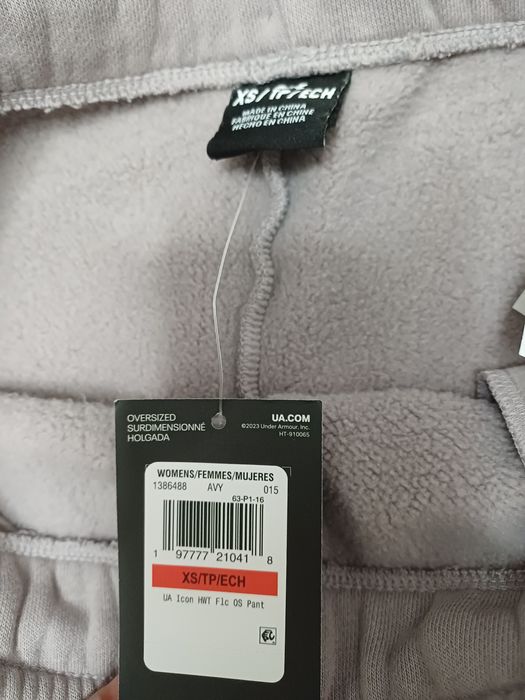 XS/TP/ECH
MADE IN CHINA
FABRIQUÉ EN CHINE
HECHO EN CHINA
OVERSIZED
SURDIMENSIONNÉ
HOLGADA
UA.COM
©2023 Under Armour, Inc.
HT-910065
WOMENS/FEMMES/MUJERES
1386488 AVY 015
63-P1-16
1 97777 21041 8
XS/TP/ECH
UA Icon HWT Flc OS Pant